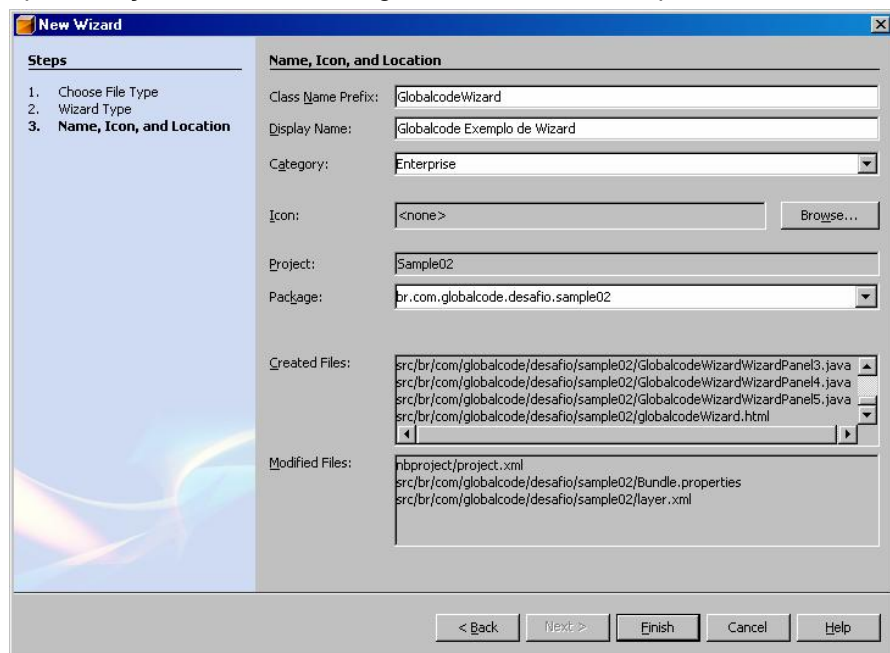 New Wizard
Steps
1. Choose File Type
2. Wizard Type
3. Name, Icon, and Location
Name, Icon, and Location
Class Name Prefix: GlobalcodeWizard
Display Name: Globalcode Exemplo de Wizard
Category: Enterprise
Icon: <none> Browse...
Project: Sample02
Package: br.com.globalcode.desafio.sample02
Created Files: src/br/com/globalcode/desafio/sample02/GlobalcodeWizardWizardPanel3.java
src/br/com/globalcode/desafio/sample02/GlobalcodeWizardWizardPanel4.java
src/br/com/globalcode/desafio/sample02/GlobalcodeWizardWizardPanel5.java
src/br/com/globalcode/desafio/sample02/globalcodeWizard.html
Modified Files: nbproject/project.xml
src/br/com/globalcode/desafio/sample02/Bundle.properties
src/br/com/globalcode/desafio/sample02/layer.xml
< Back Next > Finish Cancel Help